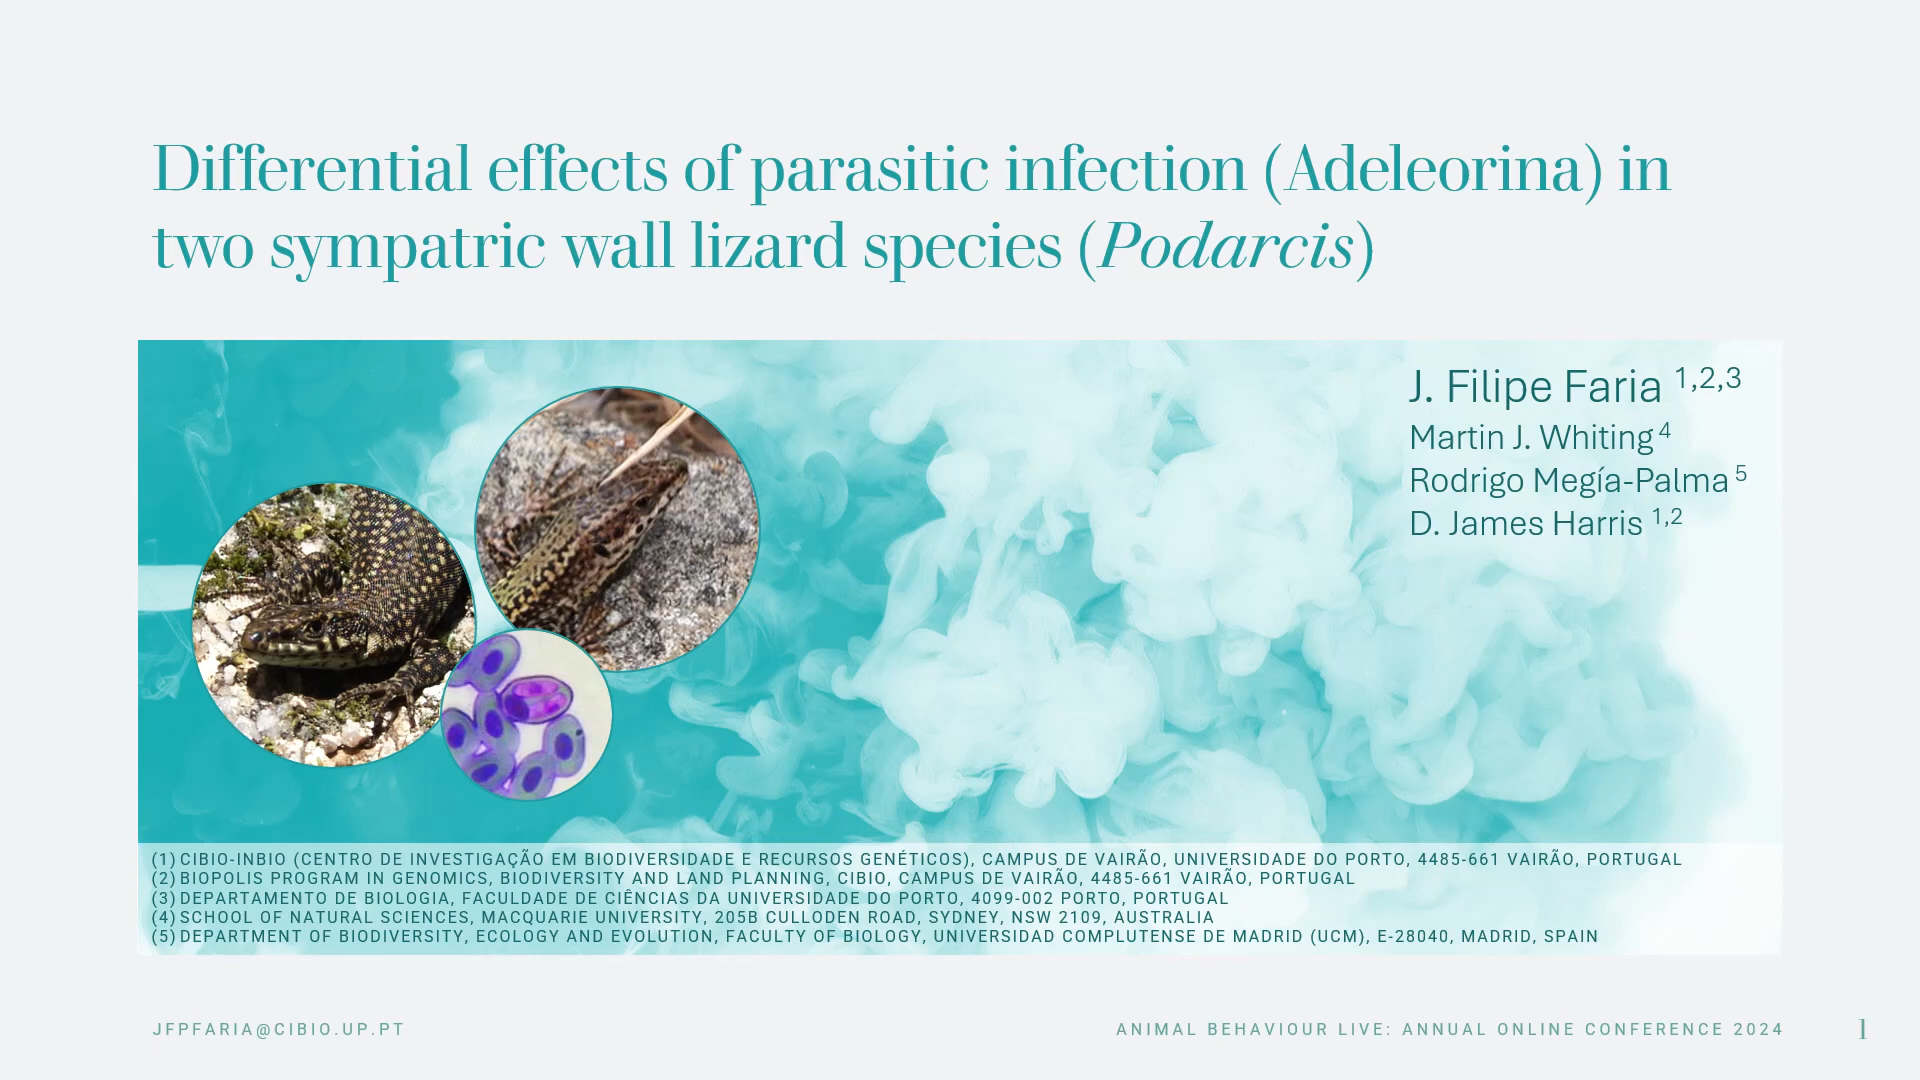 Differential effects of parasitic infection (Adeleorina) in
two sympatric wall lizard species (Podarcis)
J. Filipe Faria 1,2,3
Martin J. Whiting 4
Rodrigo Megía-Palma 5
D. James Harris 1,2
(1) CIBIO-INBIO (CENTRO DE INVESTIGAÇÃO EM BIODIVERSIDADE E RECURSOS GENÉTICOS), CAMPUS DE VAIRÃO, UNIVERSIDADE DO PORTO, 4485-661 VAIRÃO, PORTUGAL
(2) BIOPOLIS PROGRAM IN GENOMICS, BIODIVERSITY AND LAND PLANNING, CIBIO, CAMPUS DE VAIRÃO, 4485-661 VAIRÃO, PORTUGAL
(3) DEPARTAMENTO DE BIOLOGIA, FACULDADE DE CIÊNCIAS DA UNIVERSIDADE DO PORTO, 4099-002 PORTO, PORTUGAL
(4) SCHOOL OF NATURAL SCIENCES, MACQUARIE UNIVERSITY, 205B CULLODEN ROAD, SYDNEY, NSW 2109, AUSTRALIA
(5) DEPARTMENT OF BIODIVERSITY, ECOLOGY AND EVOLUTION, FACULTY OF BIOLOGY, UNIVERSIDAD COMPLUTENSE DE MADRID (UCM), E-28040, MADRID, SPAIN
JFPFARIA@CIBIO.UP.PT
ANIMAL BEHAVIOUR LIVE: ANNUAL ONLINE CONFERENCE 2024
1